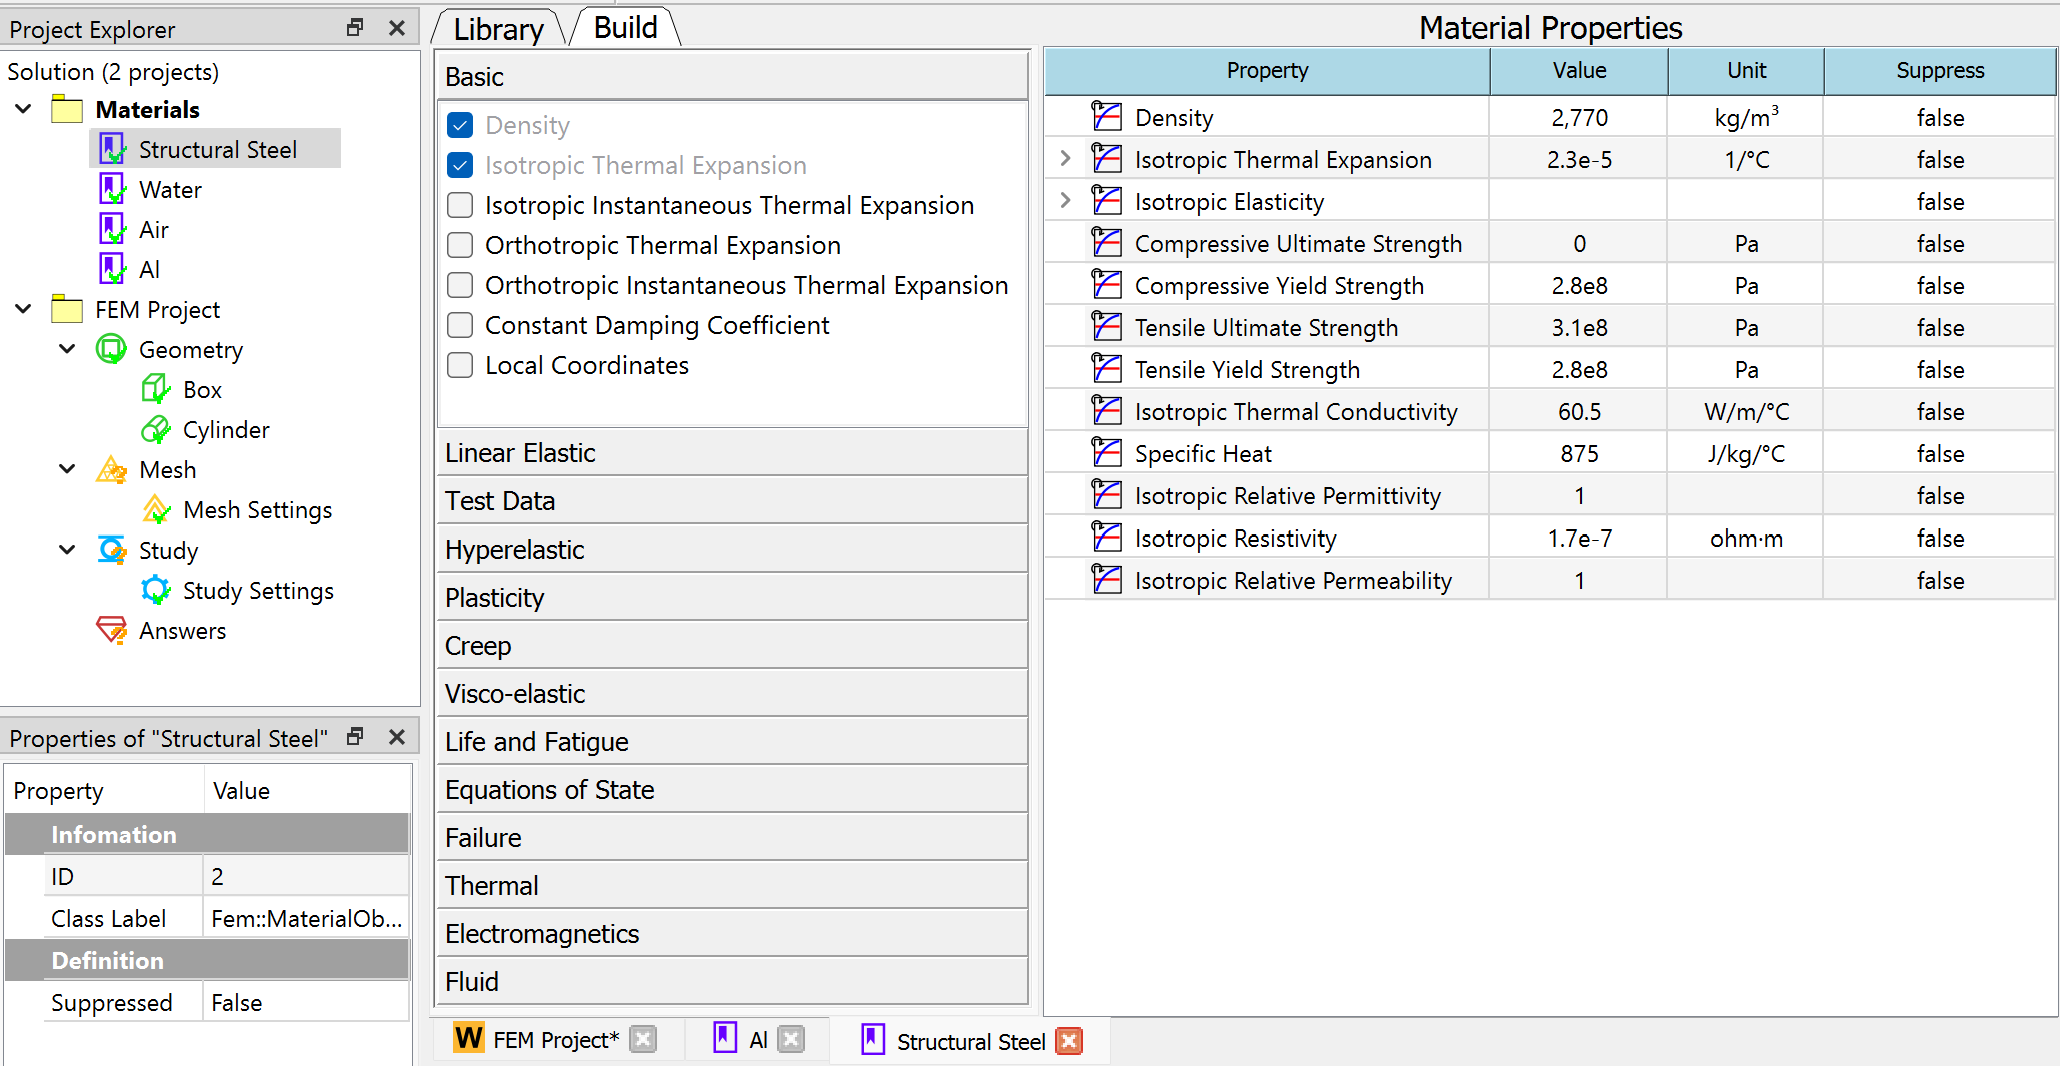 Project Explorer
Solution (2 projects)
Materials
Structural Steel
Water
Air
Al
FEM Project
Geometry
Box
Cylinder
Mesh
Mesh Settings
Study
Study Settings
Answers
Properties of "Structural Steel"
Property Value
Infomation
ID 2
Class Label Fem::MaterialOb...
Definition
Suppressed False
Library Build
Basic
Density
Isotropic Thermal Expansion
Isotropic Instantaneous Thermal Expansion
Orthotropic Thermal Expansion
Orthotropic Instantaneous Thermal Expansion
Constant Damping Coefficient
Local Coordinates
Linear Elastic
Test Data
Hyperelastic
Plasticity
Creep
Visco-elastic
Life and Fatigue
Equations of State
Failure
Thermal
Electromagnetics
Fluid
Material Properties
Property Value Unit Suppress
Density 2,770 kg/m³ false
Isotropic Thermal Expansion 2.3e-5 1/°C false
Isotropic Elasticity false
Compressive Ultimate Strength 0 Pa false
Compressive Yield Strength 2.8e8 Pa false
Tensile Ultimate Strength 3.1e8 Pa false
Tensile Yield Strength 2.8e8 Pa false
Isotropic Thermal Conductivity 60.5 W/m/°C false
Specific Heat 875 J/kg/°C false
Isotropic Relative Permittivity 1 false
Isotropic Resistivity 1.7e-7 ohm·m false
Isotropic Relative Permeability 1 false
W FEM Project* Al Structural Steel